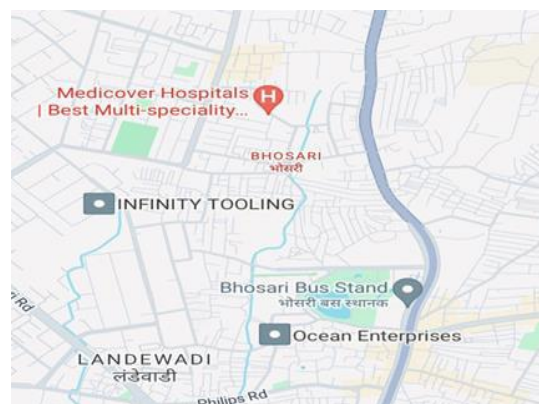 Medicover Hospitals
| Best Multi-speciality...
H
BHOSARI
भोसरी
INFINITY TOOLING
Bhosari Bus Stand
भोसरी बस स्थानक
Ocean Enterprises
LANDEWADI
लंडेवाडी
Philips Rd
Rd